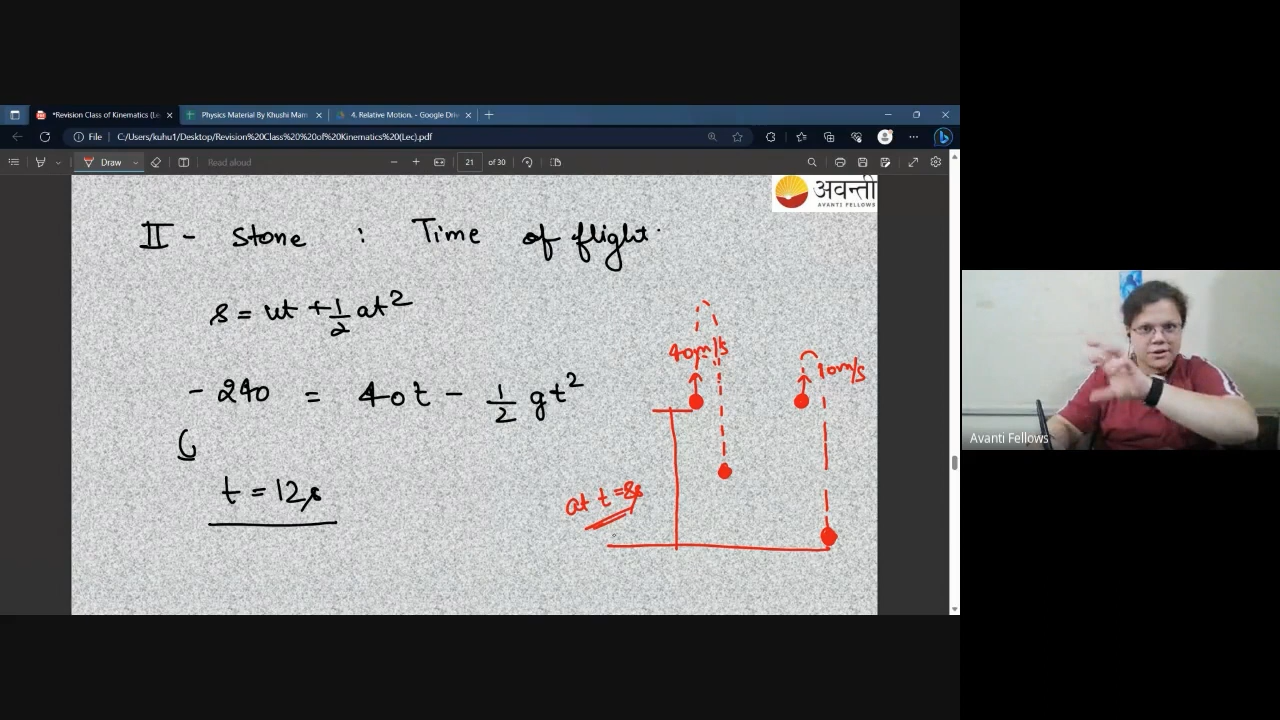 *Revision Class of Kinematics (Le
Physics Material By Khushi Mam
4. Relative Motion. - Google Driv
File
C:/Users/kuhu1/Desktop/Revision%20Class%20%20of%20Kinematics%20(Lec).pdf
Draw
Read aloud
21
of 30
अवन्ती
AVANTI FELLOWS
II - Stone : Time of flight.
s = ut + 1/2 at²
- 240 = 40t - 1/2 gt²
t = 12s
40m/s
10m/s
at t = 8s
Avanti Fellows